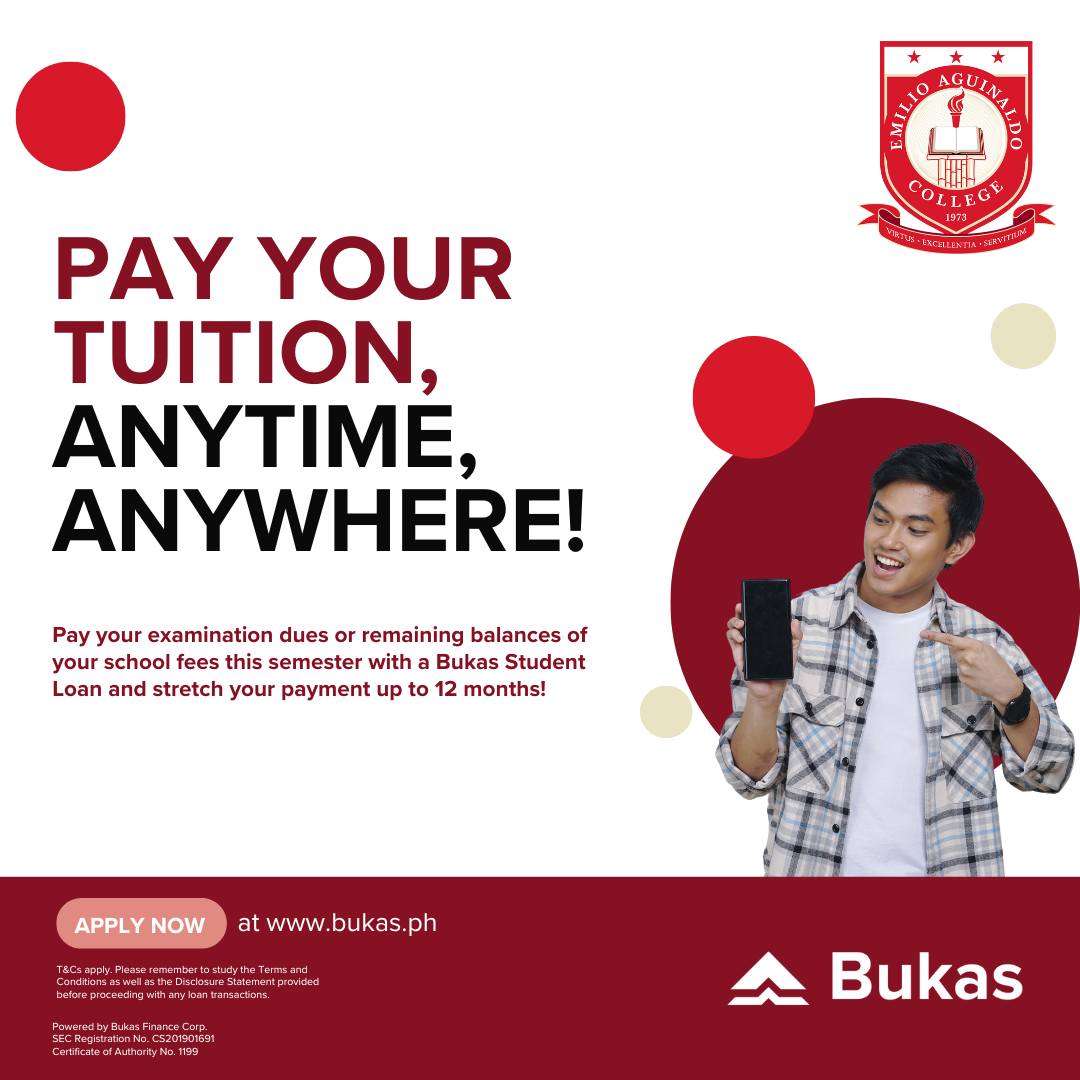 EMILIO AGUINALDO
COLLEGE
1973
VIRTUS • EXCELLENTIA • SERVITIUM
PAY YOUR
TUITION,
ANYTIME,
ANYWHERE!
Pay your examination dues or remaining balances of
your school fees this semester with a Bukas Student
Loan and stretch your payment up to 12 months!
APPLY NOW at www.bukas.ph
T&Cs apply. Please remember to study the Terms and
Conditions as well as the Disclosure Statement provided
before proceeding with any loan transactions.
Powered by Bukas Finance Corp.
SEC Registration No. CS201901691
Certificate of Authority No. 1199
Bukas